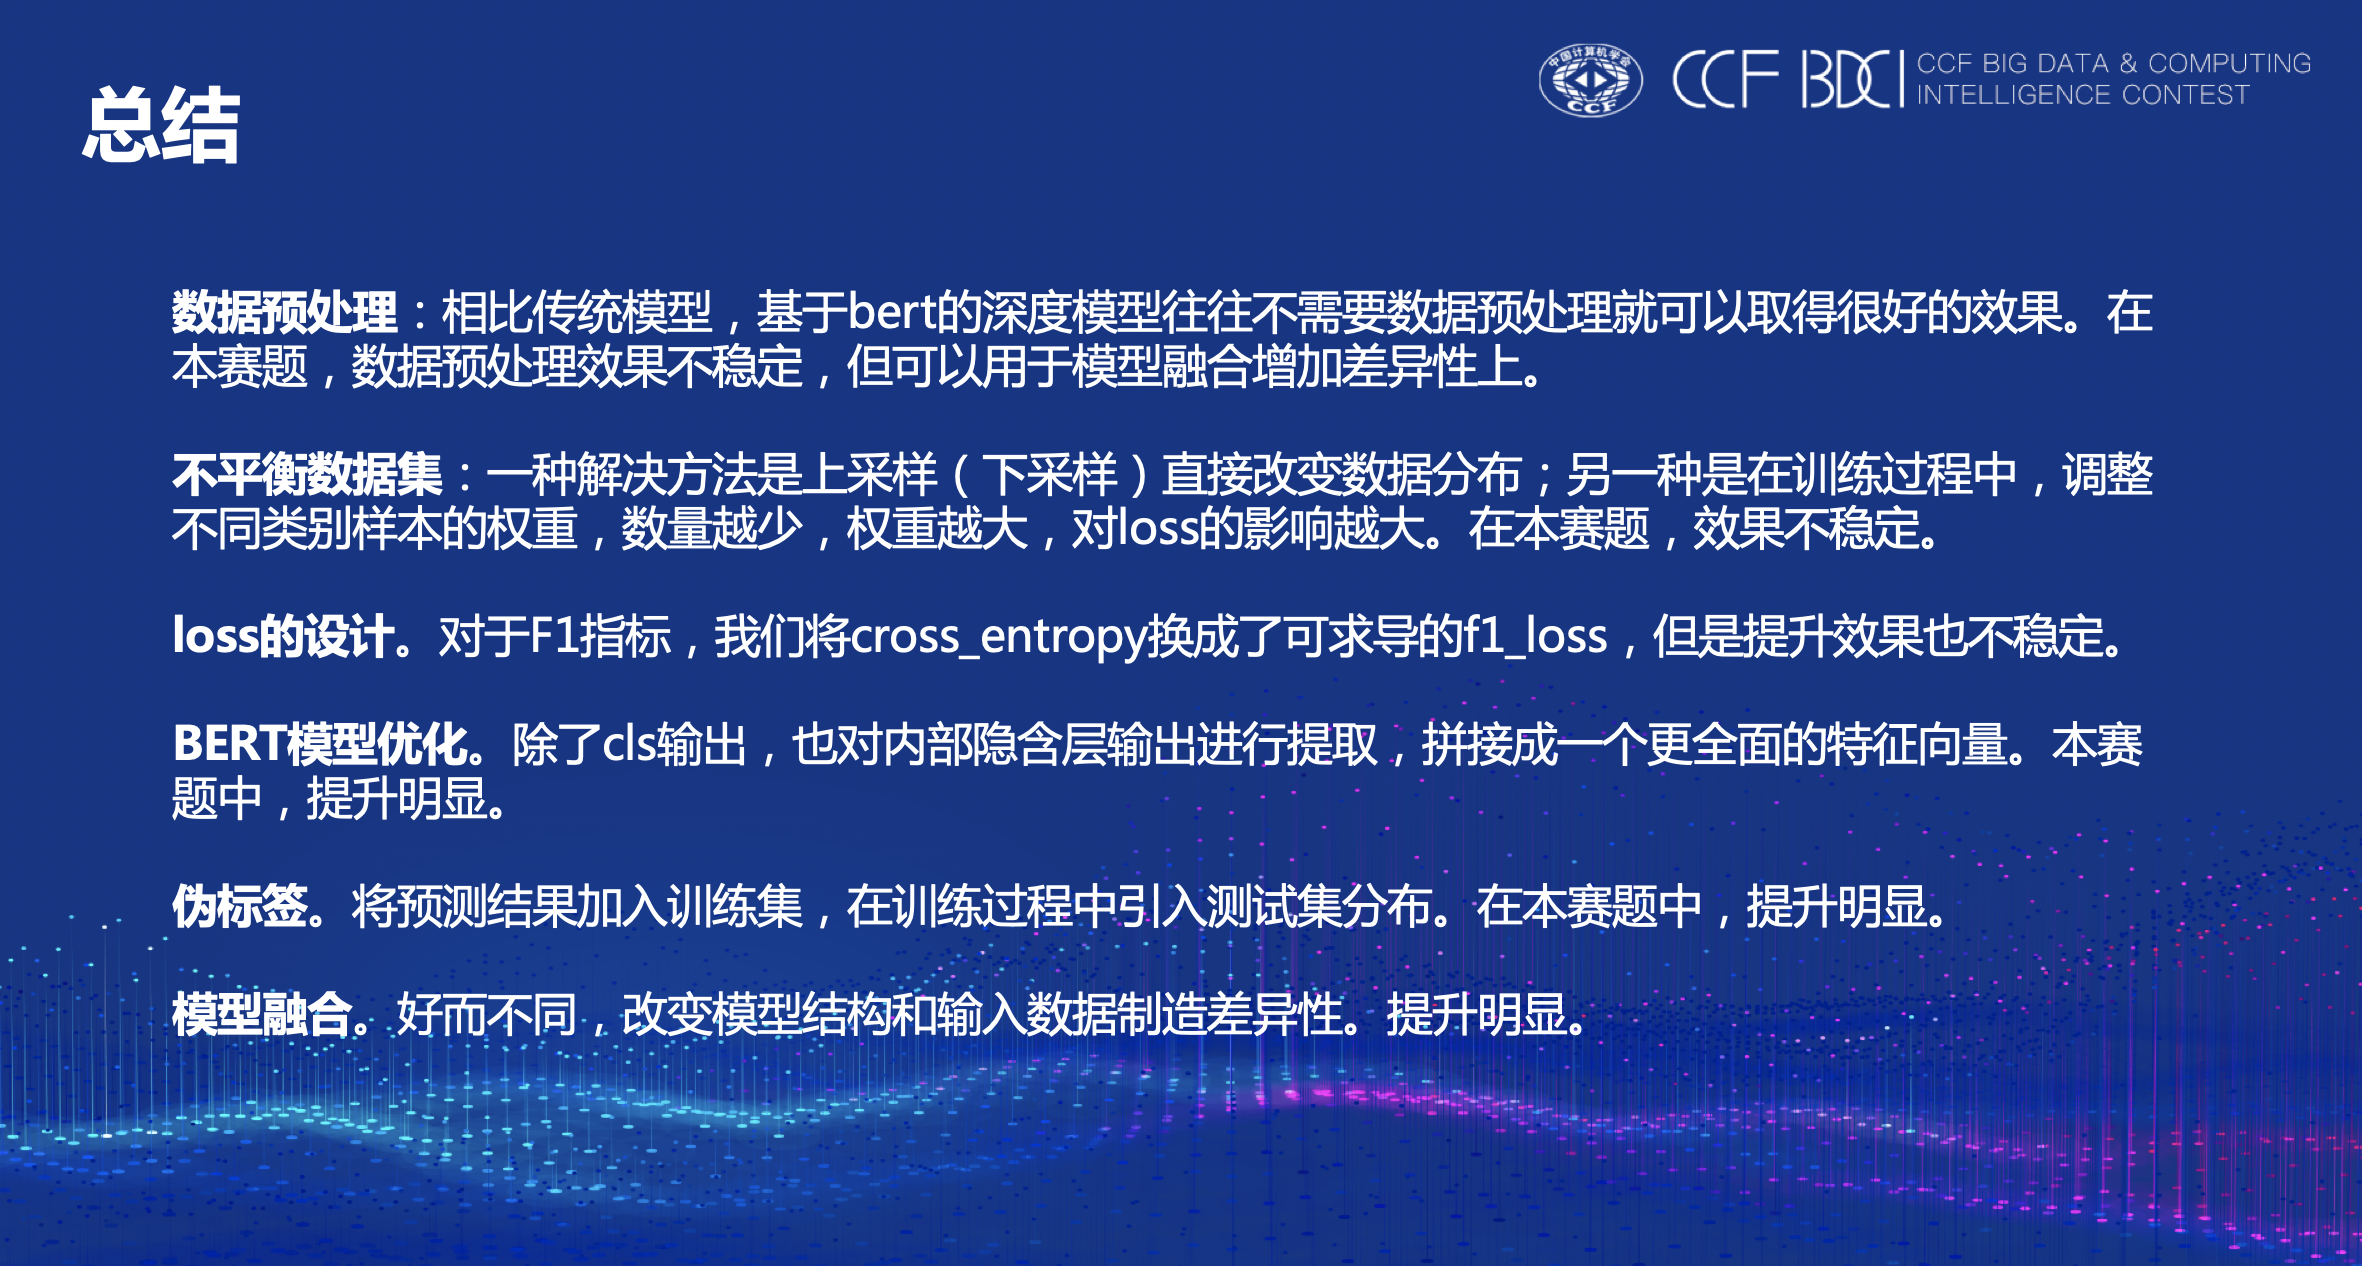 总结
中国计算机学会
CCF
CCF BDCI
CCF BIG DATA & COMPUTING
INTELLIGENCE CONTEST
数据预处理：相比传统模型，基于bert的深度模型往往不需要数据预处理就可以取得很好的效果。在
本赛题，数据预处理效果不稳定，但可以用于模型融合增加差异性上。
不平衡数据集：一种解决方法是上采样（下采样）直接改变数据分布；另一种是在训练过程中，调整
不同类别样本的权重，数量越少，权重越大，对loss的影响越大。在本赛题，效果不稳定。
loss的设计。对于F1指标，我们将cross_entropy换成了可求导的f1_loss，但是提升效果也不稳定。
BERT模型优化。除了cls输出，也对内部隐含层输出进行提取，拼接成一个更全面的特征向量。本赛
题中，提升明显。
伪标签。将预测结果加入训练集，在训练过程中引入测试集分布。在本赛题中，提升明显。
模型融合。好而不同，改变模型结构和输入数据制造差异性。提升明显。